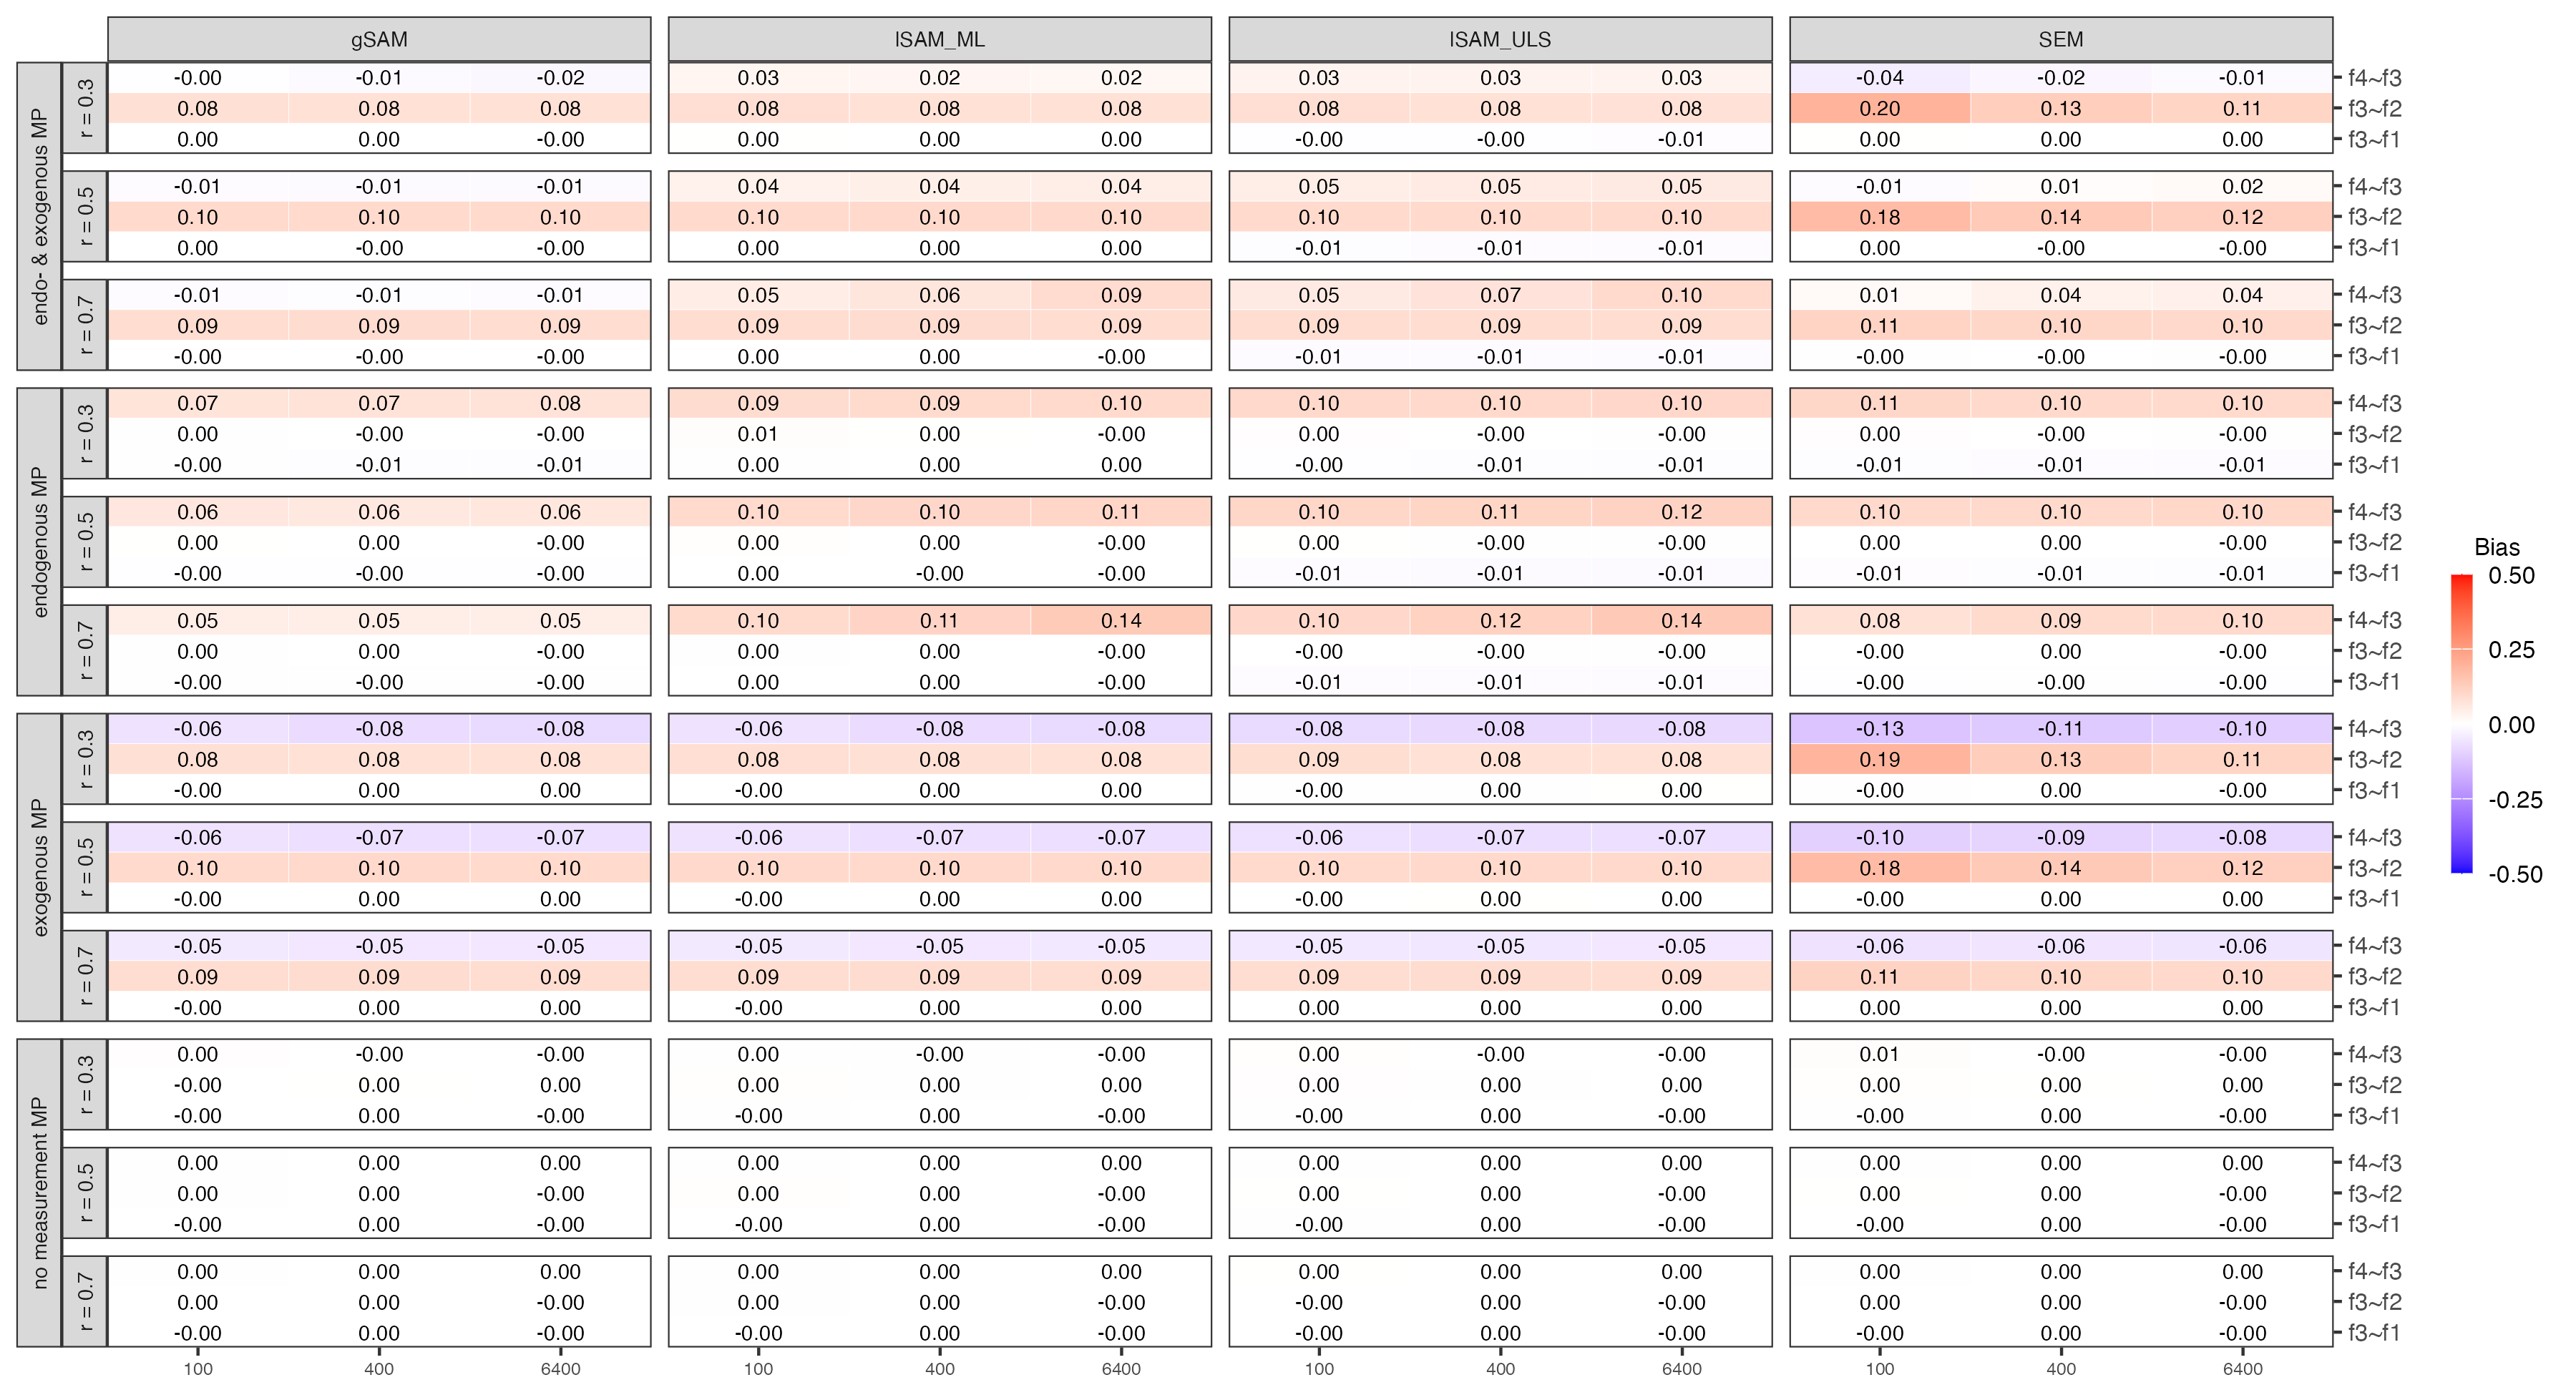 gSAM lSAM_ML lSAM_ULS SEM
endo- & exogenous MP
r = 0.3
-0.00 -0.01 -0.02 0.03 0.02 0.02 0.03 0.03 0.03 -0.04 -0.02 -0.01 f4~f3
0.08 0.08 0.08 0.08 0.08 0.08 0.08 0.08 0.08 0.20 0.13 0.11 f3~f2
0.00 0.00 -0.00 0.00 0.00 0.00 -0.00 -0.00 -0.01 0.00 0.00 0.00 f3~f1
r = 0.5
-0.01 -0.01 -0.01 0.04 0.04 0.04 0.05 0.05 0.05 -0.01 0.01 0.02 f4~f3
0.10 0.10 0.10 0.10 0.10 0.10 0.10 0.10 0.10 0.18 0.14 0.12 f3~f2
0.00 -0.00 -0.00 0.00 0.00 0.00 -0.01 -0.01 -0.01 0.00 -0.00 -0.00 f3~f1
r = 0.7
-0.01 -0.01 -0.01 0.05 0.06 0.09 0.05 0.07 0.10 0.01 0.04 0.04 f4~f3
0.09 0.09 0.09 0.09 0.09 0.09 0.09 0.09 0.09 0.11 0.10 0.10 f3~f2
-0.00 -0.00 -0.00 0.00 0.00 -0.00 -0.01 -0.01 -0.01 -0.00 -0.00 -0.00 f3~f1
endogenous MP
r = 0.3
0.07 0.07 0.08 0.09 0.09 0.10 0.10 0.10 0.10 0.11 0.10 0.10 f4~f3
0.00 -0.00 -0.00 0.01 0.00 -0.00 0.00 -0.00 -0.00 0.00 -0.00 -0.00 f3~f2
-0.00 -0.01 -0.01 0.00 0.00 0.00 -0.00 -0.01 -0.01 -0.01 -0.01 -0.01 f3~f1
r = 0.5
0.06 0.06 0.06 0.10 0.10 0.11 0.10 0.11 0.12 0.10 0.10 0.10 f4~f3
0.00 0.00 -0.00 0.00 0.00 -0.00 0.00 -0.00 -0.00 0.00 0.00 -0.00 f3~f2
-0.00 -0.00 -0.00 0.00 -0.00 -0.00 -0.01 -0.01 -0.01 -0.01 -0.01 -0.01 f3~f1
r = 0.7
0.05 0.05 0.05 0.10 0.11 0.14 0.10 0.12 0.14 0.08 0.09 0.10 f4~f3
0.00 0.00 -0.00 0.00 0.00 -0.00 -0.00 -0.00 -0.00 -0.00 0.00 -0.00 f3~f2
-0.00 -0.00 -0.00 0.00 0.00 -0.00 -0.01 -0.01 -0.01 -0.00 -0.00 -0.00 f3~f1
exogenous MP
r = 0.3
-0.06 -0.08 -0.08 -0.06 -0.08 -0.08 -0.08 -0.08 -0.08 -0.13 -0.11 -0.10 f4~f3
0.08 0.08 0.08 0.08 0.08 0.08 0.09 0.08 0.08 0.19 0.13 0.11 f3~f2
-0.00 0.00 0.00 -0.00 0.00 0.00 -0.00 0.00 0.00 -0.00 0.00 -0.00 f3~f1
r = 0.5
-0.06 -0.07 -0.07 -0.06 -0.07 -0.07 -0.06 -0.07 -0.07 -0.10 -0.09 -0.08 f4~f3
0.10 0.10 0.10 0.10 0.10 0.10 0.10 0.10 0.10 0.18 0.14 0.12 f3~f2
-0.00 0.00 0.00 -0.00 0.00 0.00 -0.00 0.00 0.00 -0.00 0.00 0.00 f3~f1
r = 0.7
-0.05 -0.05 -0.05 -0.05 -0.05 -0.05 -0.05 -0.05 -0.05 -0.06 -0.06 -0.06 f4~f3
0.09 0.09 0.09 0.09 0.09 0.09 0.09 0.09 0.09 0.11 0.10 0.10 f3~f2
-0.00 0.00 0.00 -0.00 0.00 0.00 0.00 0.00 0.00 0.00 0.00 0.00 f3~f1
no measurement MP
r = 0.3
0.00 -0.00 -0.00 0.00 -0.00 -0.00 0.00 -0.00 -0.00 0.01 -0.00 -0.00 f4~f3
-0.00 0.00 0.00 0.00 0.00 0.00 0.00 0.00 0.00 0.00 0.00 0.00 f3~f2
-0.00 0.00 -0.00 -0.00 0.00 -0.00 -0.00 0.00 -0.00 -0.00 0.00 -0.00 f3~f1
r = 0.5
0.00 0.00 0.00 0.00 0.00 0.00 0.00 0.00 0.00 0.00 0.00 0.00 f4~f3
0.00 0.00 -0.00 0.00 0.00 -0.00 0.00 0.00 -0.00 0.00 0.00 -0.00 f3~f2
-0.00 0.00 -0.00 -0.00 0.00 -0.00 -0.00 0.00 -0.00 -0.00 0.00 -0.00 f3~f1
r = 0.7
0.00 0.00 0.00 0.00 0.00 0.00 0.00 0.00 0.00 0.00 0.00 0.00 f4~f3
0.00 0.00 -0.00 0.00 0.00 -0.00 -0.00 0.00 -0.00 0.00 0.00 -0.00 f3~f2
-0.00 0.00 -0.00 -0.00 0.00 -0.00 -0.00 0.00 -0.00 -0.00 0.00 -0.00 f3~f1
100 400 6400 100 400 6400 100 400 6400 100 400 6400
Bias
0.50
0.25
0.00
-0.25
-0.50